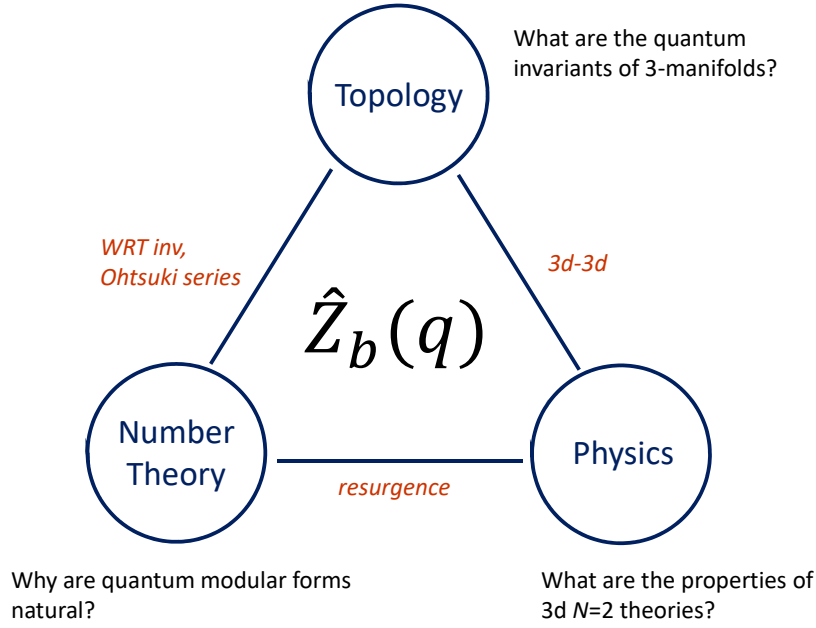 What are the quantum
invariants of 3-manifolds?
Topology
WRT inv,
Ohtsuki series
3d-3d
Ẑ_b(q)
Number
Theory
Physics
resurgence
Why are quantum modular forms
natural?
What are the properties of
3d N=2 theories?